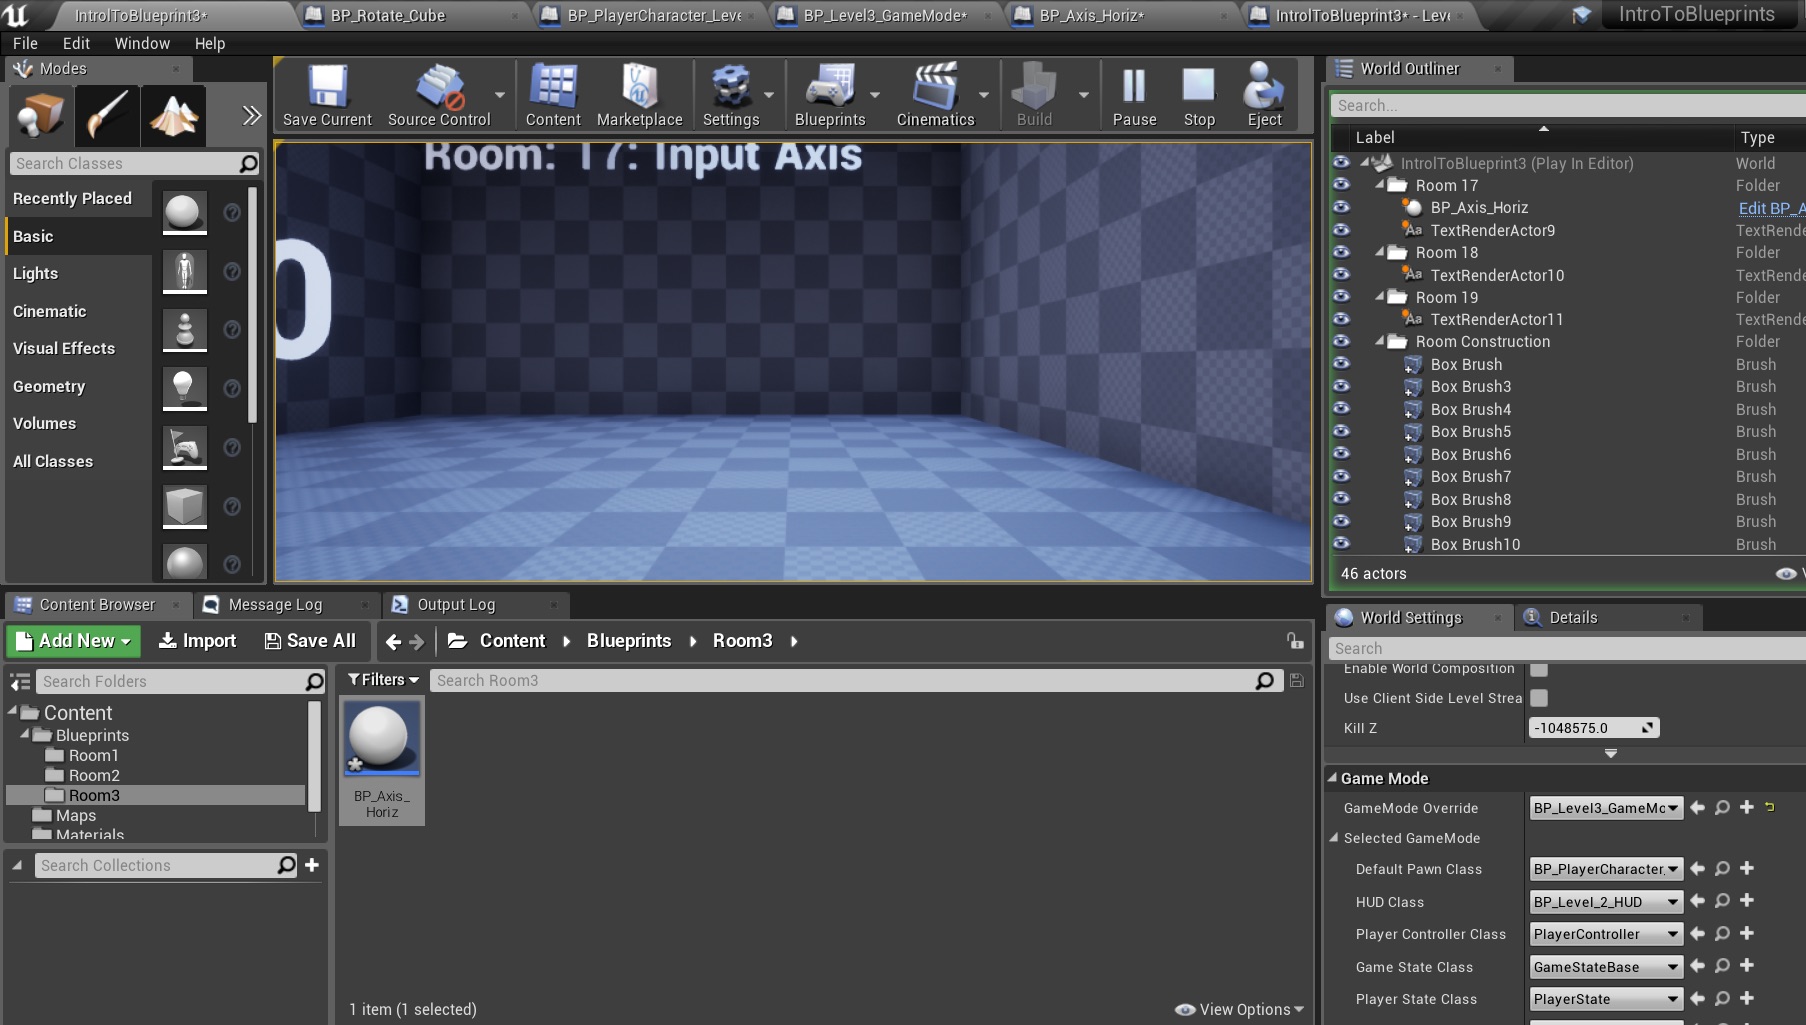 IntroIToBlueprint3*
BP_Rotate_Cube
BP_PlayerCharacter_Leve
BP_Level3_GameMode*
BP_Axis_Horiz*
IntroIToBlueprint3* - Leve
IntroToBlueprints
File
Edit
Window
Help
Modes
World Outliner
Search...
Save Current
Source Control
Content
Marketplace
Settings
Blueprints
Cinematics
Build
Pause
Stop
Eject
Label
Type
Search Classes
Recently Placed
Basic
Lights
Cinematic
Visual Effects
Geometry
Volumes
All Classes
Room: 17: Input Axis
0
IntroIToBlueprint3 (Play In Editor)
World
Room 17
Folder
BP_Axis_Horiz
Edit BP_A
TextRenderActor9
TextRende
Room 18
Folder
TextRenderActor10
TextRende
Room 19
Folder
TextRenderActor11
TextRende
Room Construction
Folder
Box Brush
Brush
Box Brush3
Brush
Box Brush4
Brush
Box Brush5
Brush
Box Brush6
Brush
Box Brush7
Brush
Box Brush8
Brush
Box Brush9
Brush
Box Brush10
Brush
46 actors
Content Browser
Message Log
Output Log
Add New
Import
Save All
Content
Blueprints
Room3
Search Folders
Filters
Search Room3
Content
Blueprints
Room1
Room2
Room3
Maps
Materials
Search Collections
BP_Axis_
Horiz
1 item (1 selected)
View Options
World Settings
Details
Search
Enable World Composition
Use Client Side Level Strea
Kill Z
-1048575.0
Game Mode
GameMode Override
BP_Level3_GameMo
Selected GameMode
Default Pawn Class
BP_PlayerCharacter_
HUD Class
BP_Level_2_HUD
Player Controller Class
PlayerController
Game State Class
GameStateBase
Player State Class
PlayerState